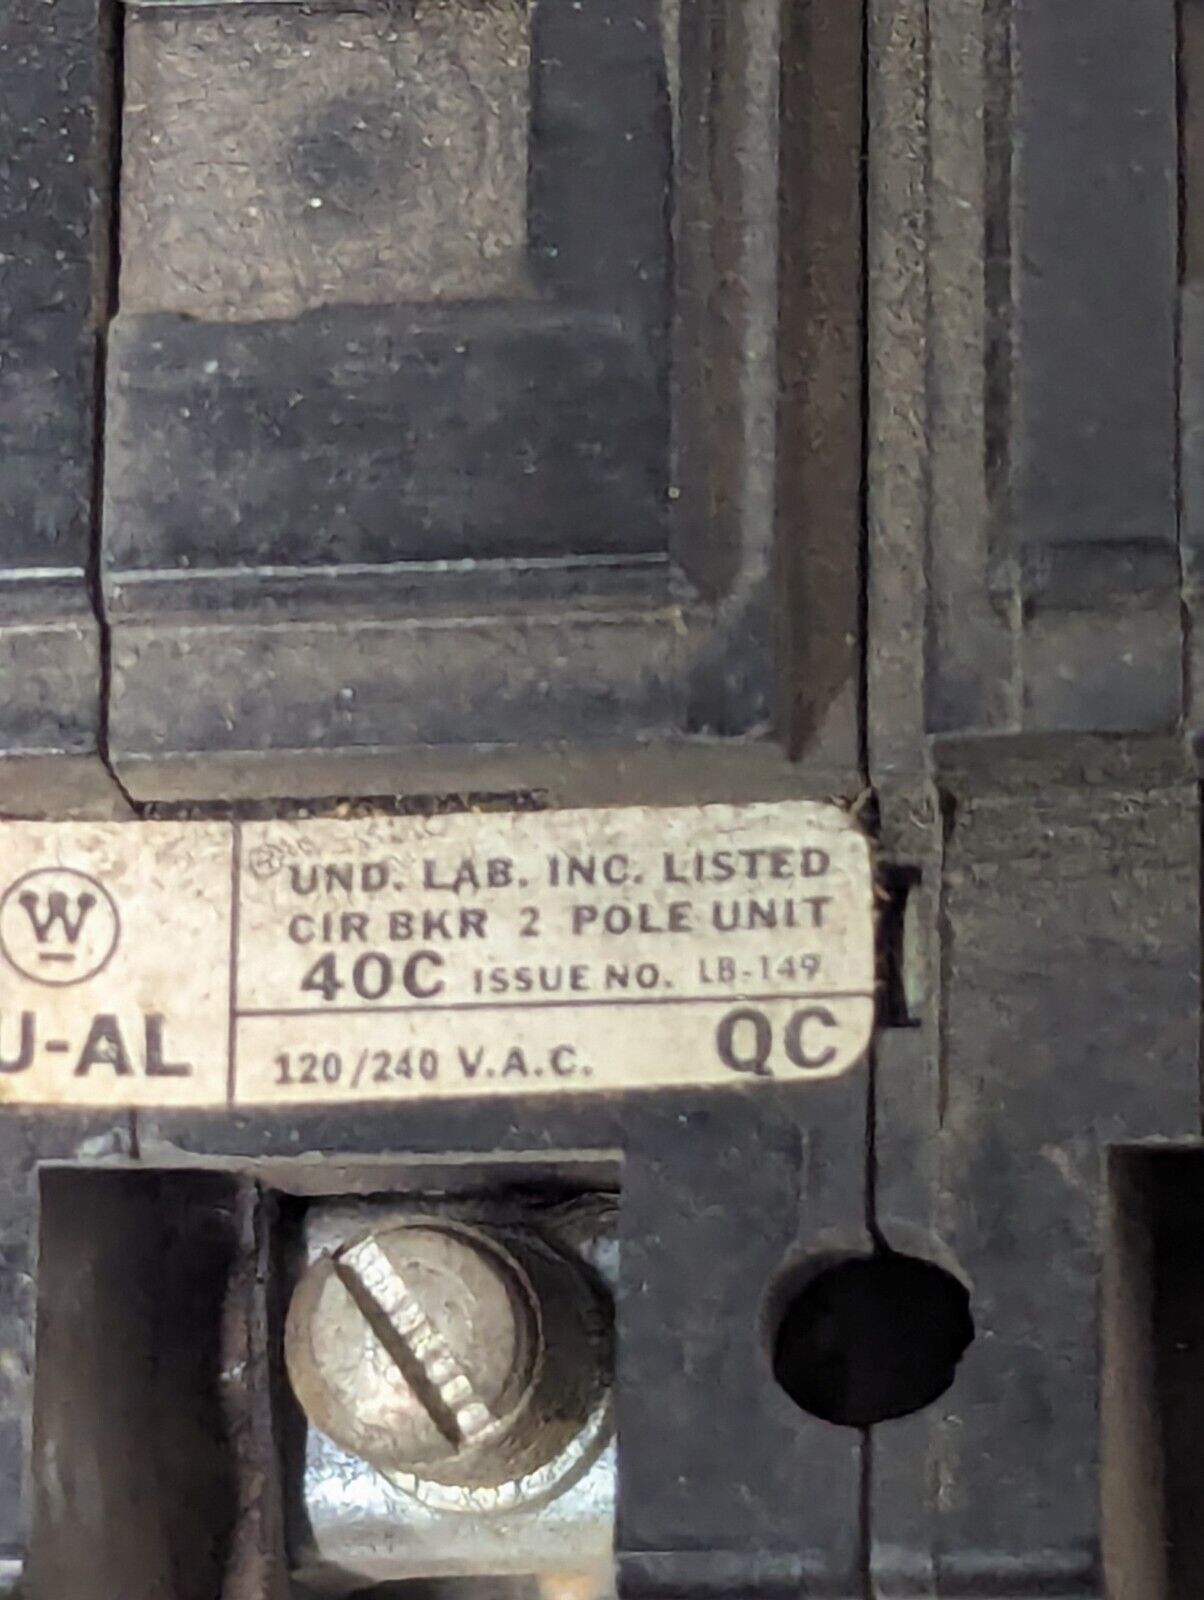 W
U-AL
UND. LAB. INC. LISTED
CIR BKR 2 POLE UNIT
40C ISSUE NO. LB-149
120/240 V.A.C. QC